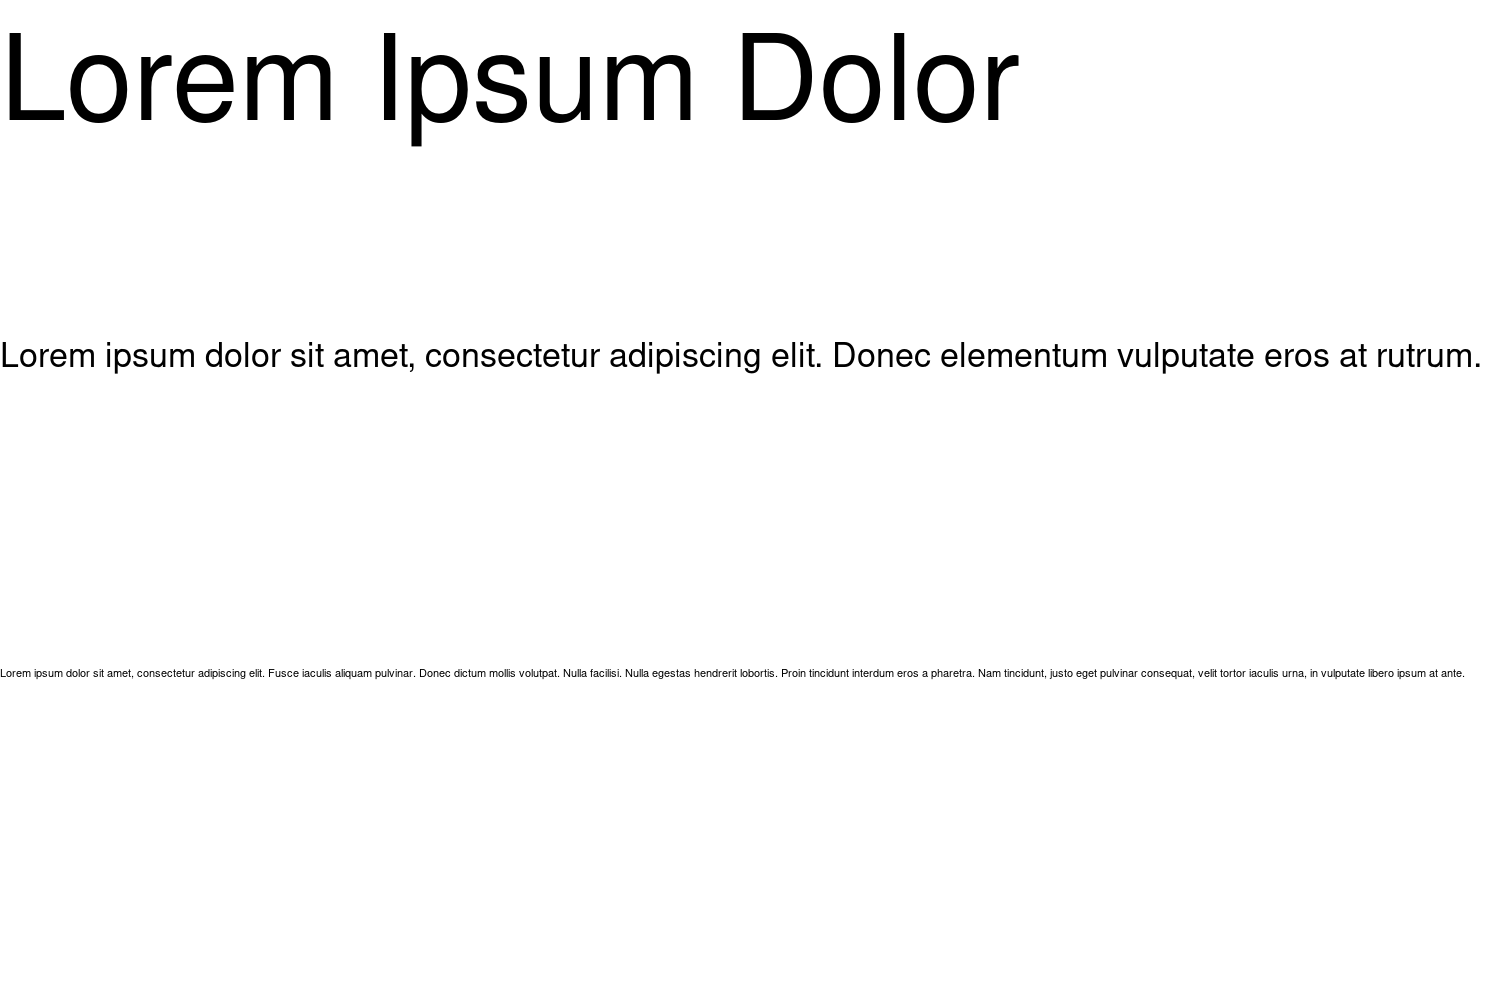 Lorem Ipsum Dolor
Lorem ipsum dolor sit amet, consectetur adipiscing elit. Donec elementum vulputate eros at rutrum.
Lorem ipsum dolor sit amet, consectetur adipiscing elit. Fusce iaculis aliquam pulvinar. Donec dictum mollis volutpat. Nulla facilisi. Nulla egestas hendrerit lobortis. Proin tincidunt interdum eros a pharetra. Nam tincidunt, justo eget pulvinar consequat, velit tortor iaculis urna, in vulputate libero ipsum at ante.